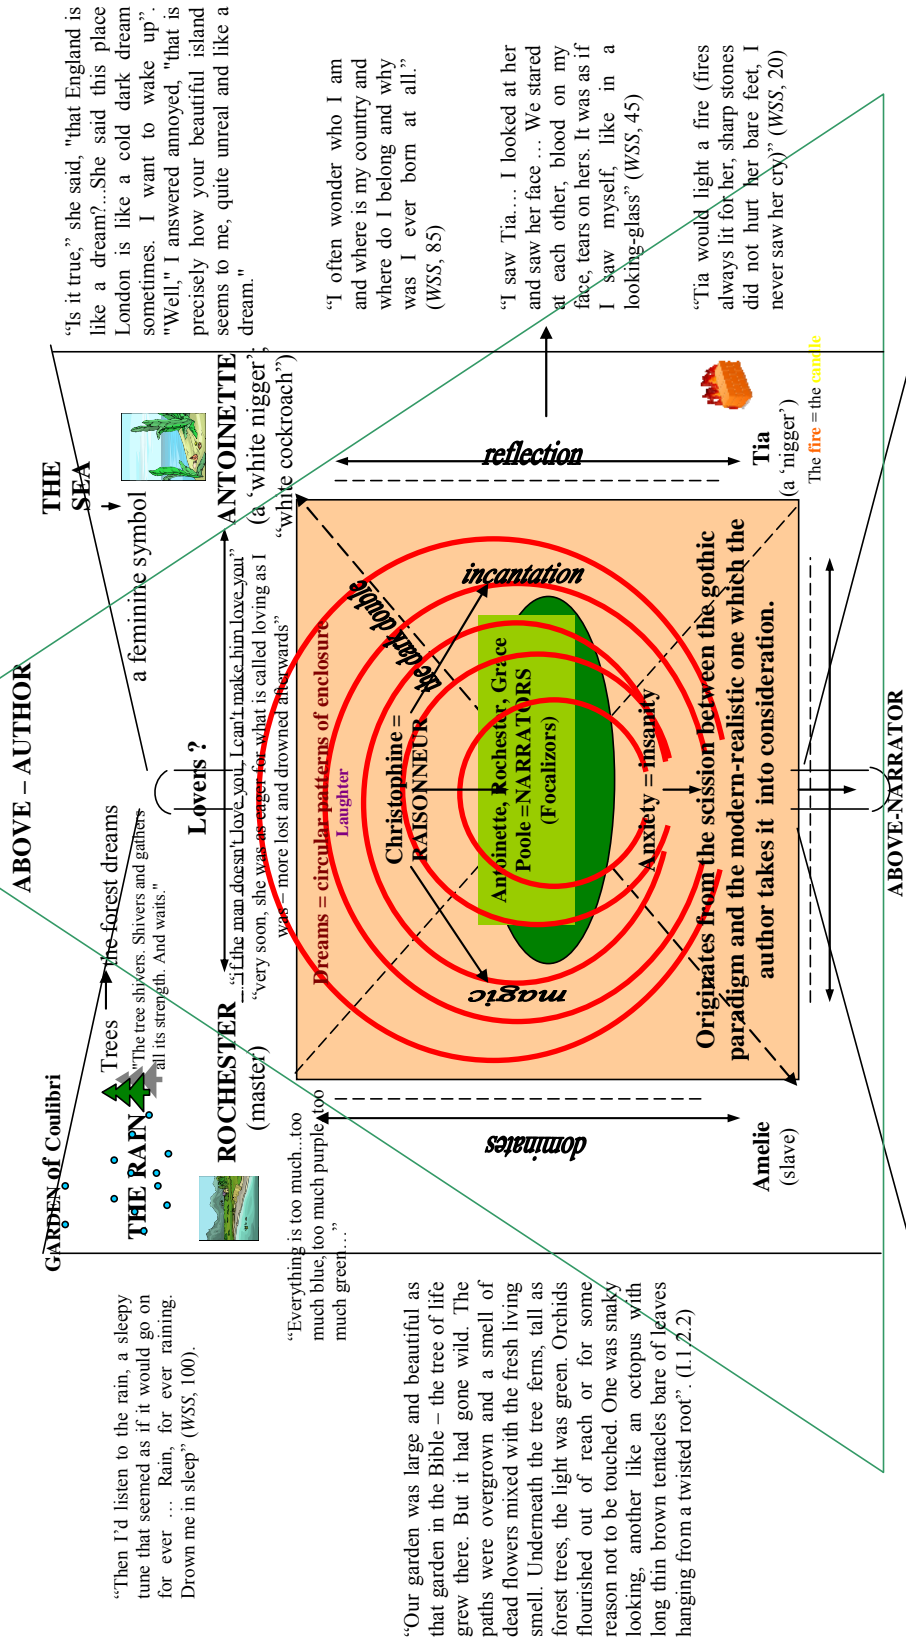 ABOVE – AUTHOR
GARDEN of Coulibri
THE
SEA
Trees
the forest dreams
"The tree shivers. Shivers and gathers
all its strength. And waits."
THE RAIN
a feminine symbol
Lovers ?
ROCHESTER
(master)
ANTOINETTE
(a ‘white nigger’;
“white cockroach”)
“Then I’d listen to the rain, a sleepy
tune that seemed as if it would go on
for ever … Rain, for ever raining.
Drown me in sleep” (WSS, 100).
“Is it true,” she said, "that England is
like a dream?...She said this place
London is like a cold dark dream
sometimes. I want to wake up”.
"Well," I answered annoyed, "that is
precisely how your beautiful island
seems to me, quite unreal and like a
dream."
… “if the man doesn't love you, I can't make him love you”
“very soon, she was as eager for what is called loving as I
was – more lost and drowned afterwards”
“Everything is too much...too
much blue, too much purple, too
much green…”
“I often wonder who I am
and where is my country and
where do I belong and why
was I ever born at all.”
(WSS, 85)
Dreams = circular patterns of enclosure
Laughter
the dark double
Christophine =
RAISONNEUR
magic
incantation
Antoinette, Rochester, Grace
Poole =NARRATORS
(Focalizors)
dominates
reflection
“Our garden was large and beautiful as
that garden in the Bible – the tree of life
grew there. But it had gone wild. The
paths were overgrown and a smell of
dead flowers mixed with the fresh living
smell. Underneath the tree ferns, tall as
forest trees, the light was green. Orchids
flourished out of reach or for some
reason not to be touched. One was snaky
looking, another like an octopus with
long thin brown tentacles bare of leaves
hanging from a twisted root”. (I.1.2.2)
“I saw Tia… I looked at her
and saw her face … We stared
at each other, blood on my
face, tears on hers. It was as if
I saw myself, like in a
looking-glass” (WSS, 45)
Anxiety = insanity
Originates from the scission between the gothic
paradigm and the modern-realistic one which the
author takes it into consideration.
Amelie
(slave)
Tia
(a ‘nigger’)
The fire = the candle
“Tia would light a fire (fires
always lit for her, sharp stones
did not hurt her bare feet, I
never saw her cry)” (WSS, 20)
ABOVE-NARRATOR